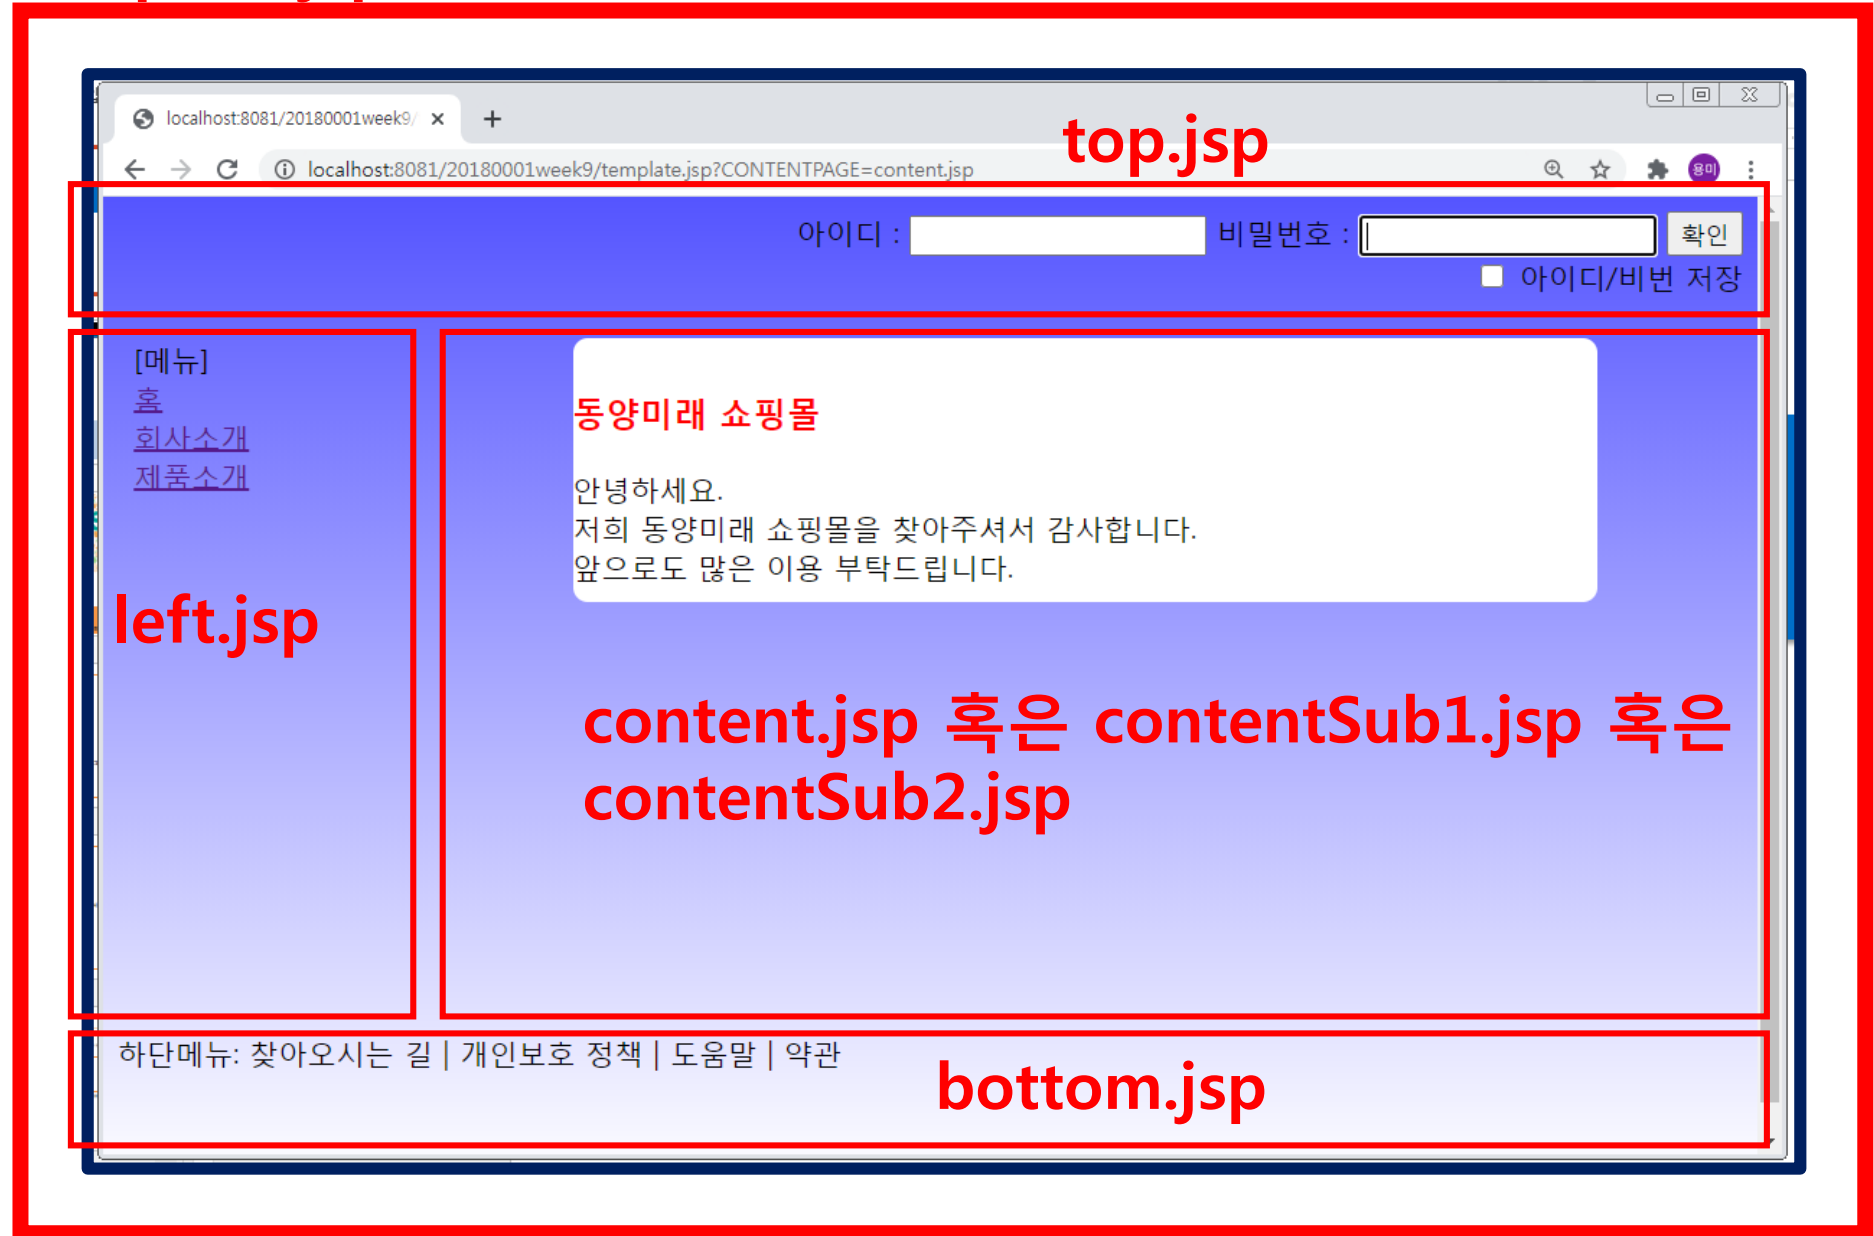 localhost:8081/20180001week9/
top.jsp
localhost:8081/20180001week9/template.jsp?CONTENTPAGE=content.jsp
용미
아이디 :
비밀번호 :
확인
아이디/비번 저장
[메뉴]
홈
회사소개
제품소개
동양미래 쇼핑몰
안녕하세요.
저희 동양미래 쇼핑몰을 찾아주셔서 감사합니다.
앞으로도 많은 이용 부탁드립니다.
left.jsp
content.jsp 혹은 contentSub1.jsp 혹은
contentSub2.jsp
하단메뉴: 찾아오시는 길 | 개인보호 정책 | 도움말 | 약관
bottom.jsp